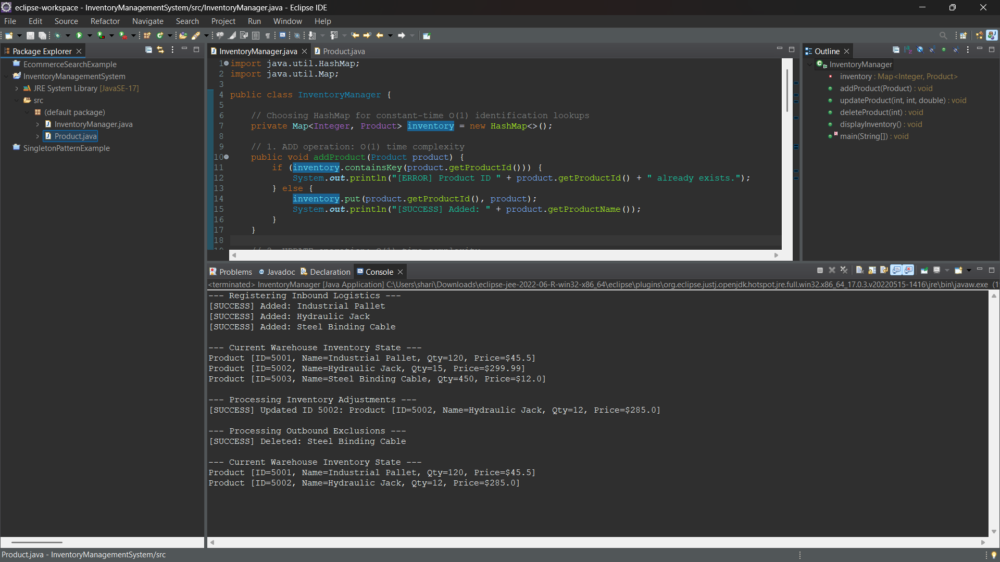 eclipse-workspace - InventoryManagementSystem/src/InventoryManager.java - Eclipse IDE
File Edit Source Refactor Navigate Search Project Run Window Help
Package Explorer
EcommerceSearchExample
InventoryManagementSystem
JRE System Library [JavaSE-17]
src
(default package)
InventoryManager.java
Product.java
SingletonPatternExample
InventoryManager.java Product.java
1 import java.util.HashMap;
2 import java.util.Map;
3
4 public class InventoryManager {
5
6 // Choosing HashMap for constant-time O(1) identification lookups
7 private Map<Integer, Product> inventory = new HashMap<>();
8
9 // 1. ADD operation: O(1) time complexity
10 public void addProduct(Product product) {
11 if (inventory.containsKey(product.getProductId())) {
12 System.out.println("[ERROR] Product ID " + product.getProductId() + " already exists.");
13 } else {
14 inventory.put(product.getProductId(), product);
15 System.out.println("[SUCCESS] Added: " + product.getProductName());
16 }
17 }
18
Outline
InventoryManager
inventory : Map<Integer, Product>
addProduct(Product) : void
updateProduct(int, int, double) : void
deleteProduct(int) : void
displayInventory() : void
main(String[]) : void
Problems Javadoc Declaration Console
<terminated> InventoryManager [Java Application] C:\Users\shari\Downloads\eclipse-jee-2022-06-R-win32-x86_64\eclipse\plugins\org.eclipse.justj.openjdk.hotspot.jre.full.win32.x86_64_17.0.3.v20220515-1416\jre\bin\javaw.exe (1
--- Registering Inbound Logistics ---
[SUCCESS] Added: Industrial Pallet
[SUCCESS] Added: Hydraulic Jack
[SUCCESS] Added: Steel Binding Cable
--- Current Warehouse Inventory State ---
Product [ID=5001, Name=Industrial Pallet, Qty=120, Price=$45.5]
Product [ID=5002, Name=Hydraulic Jack, Qty=15, Price=$299.99]
Product [ID=5003, Name=Steel Binding Cable, Qty=450, Price=$12.0]
--- Processing Inventory Adjustments ---
[SUCCESS] Updated ID 5002: Product [ID=5002, Name=Hydraulic Jack, Qty=12, Price=$285.0]
--- Processing Outbound Exclusions ---
[SUCCESS] Deleted: Steel Binding Cable
--- Current Warehouse Inventory State ---
Product [ID=5001, Name=Industrial Pallet, Qty=120, Price=$45.5]
Product [ID=5002, Name=Hydraulic Jack, Qty=12, Price=$285.0]
Product.java - InventoryManagementSystem/src